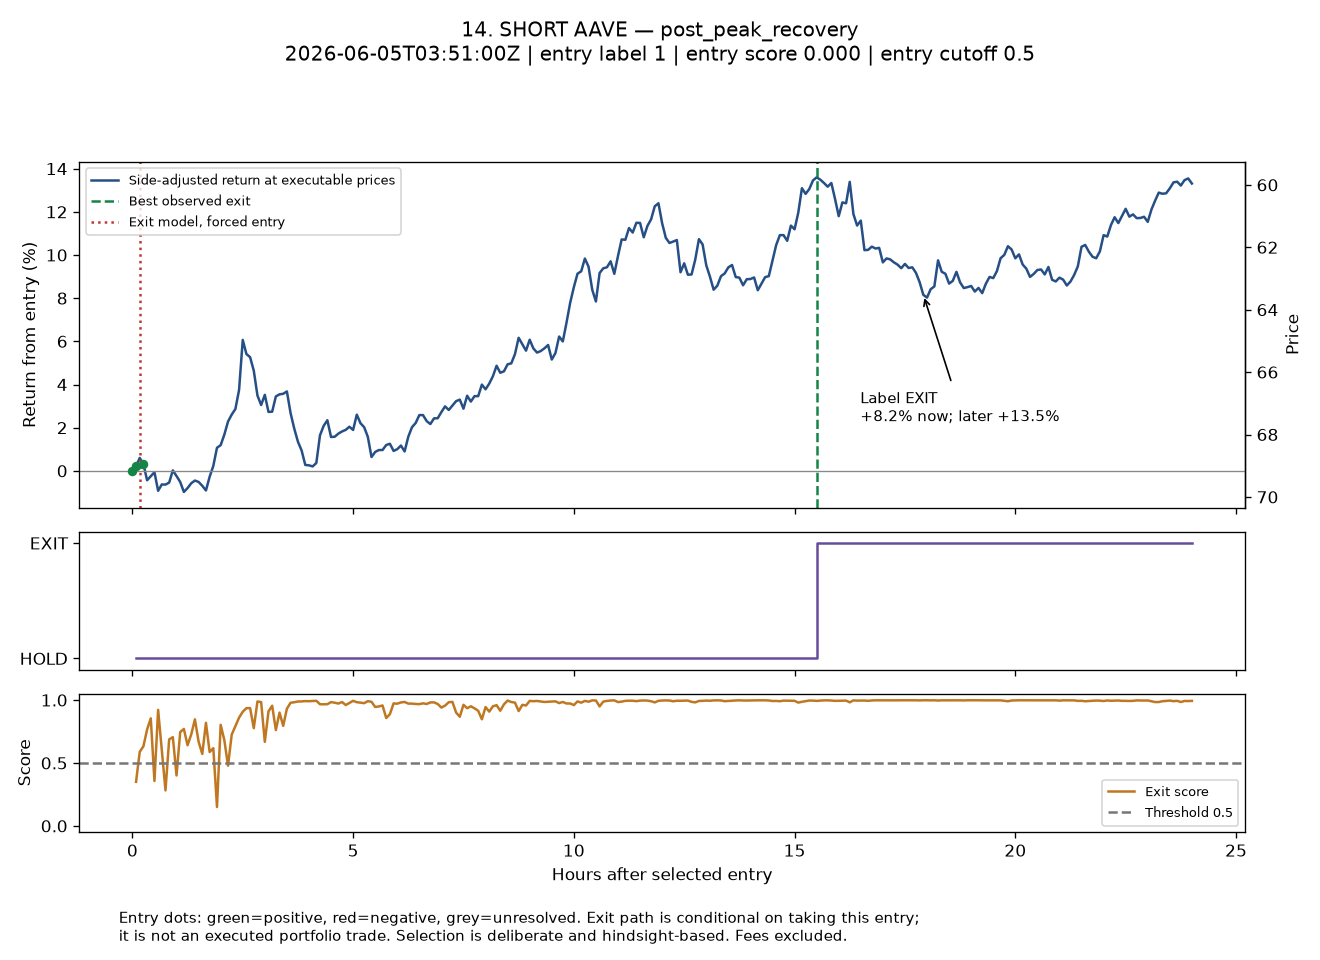 14. SHORT AAVE — post_peak_recovery
2026-06-05T03:51:00Z | entry label 1 | entry score 0.000 | entry cutoff 0.5
Side-adjusted return at executable prices
Best observed exit
Exit model, forced entry
Return from entry (%)
14
12
10
8
6
4
2
0
60
62
64
66
68
70
Price
Label EXIT
+8.2% now; later +13.5%
EXIT
HOLD
Score
1.0
0.5
0.0
Exit score
Threshold 0.5
0
5
10
15
20
25
Hours after selected entry
Entry dots: green=positive, red=negative, grey=unresolved. Exit path is conditional on taking this entry;
it is not an executed portfolio trade. Selection is deliberate and hindsight-based. Fees excluded.